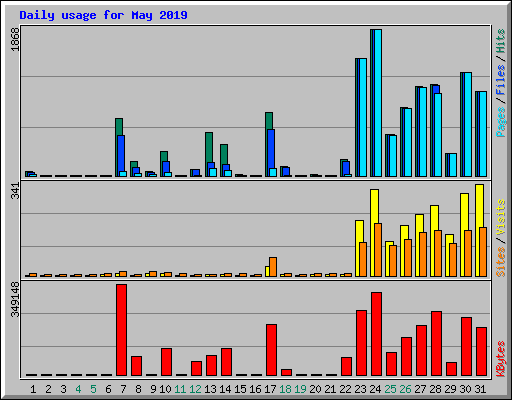 Daily usage for May 2019
1868
341
349148
Pages / Files / Hits
Sites / Visits
KBytes
1 2 3 4 5 6 7 8 9 10 11 12 13 14 15 16 17 18 19 20 21 22 23 24 25 26 27 28 29 30 31